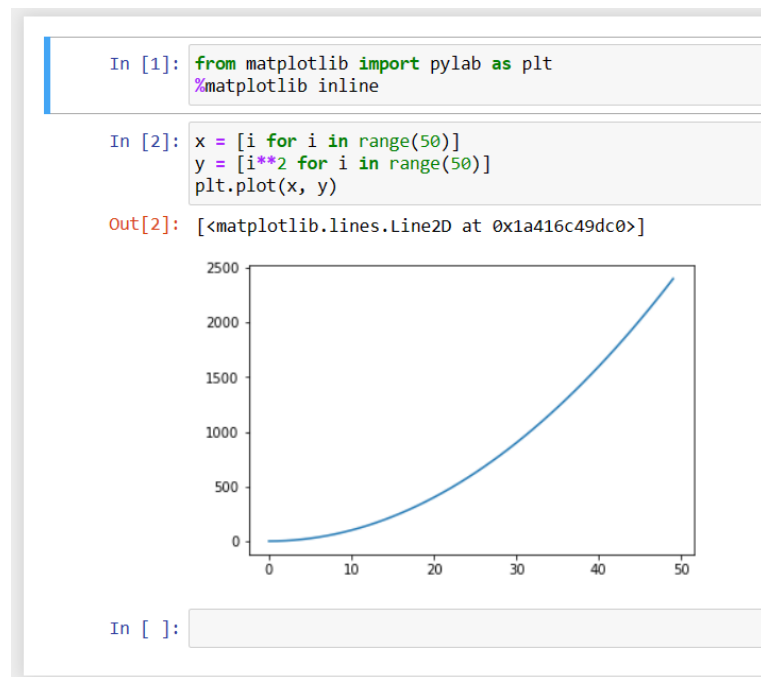 In [1]: from matplotlib import pylab as plt
%matplotlib inline
In [2]: x = [i for i in range(50)]
y = [i**2 for i in range(50)]
plt.plot(x, y)
Out[2]: [<matplotlib.lines.Line2D at 0x1a416c49dc0>]
2500
2000
1500
1000
500
0
0 10 20 30 40 50
In [ ]: